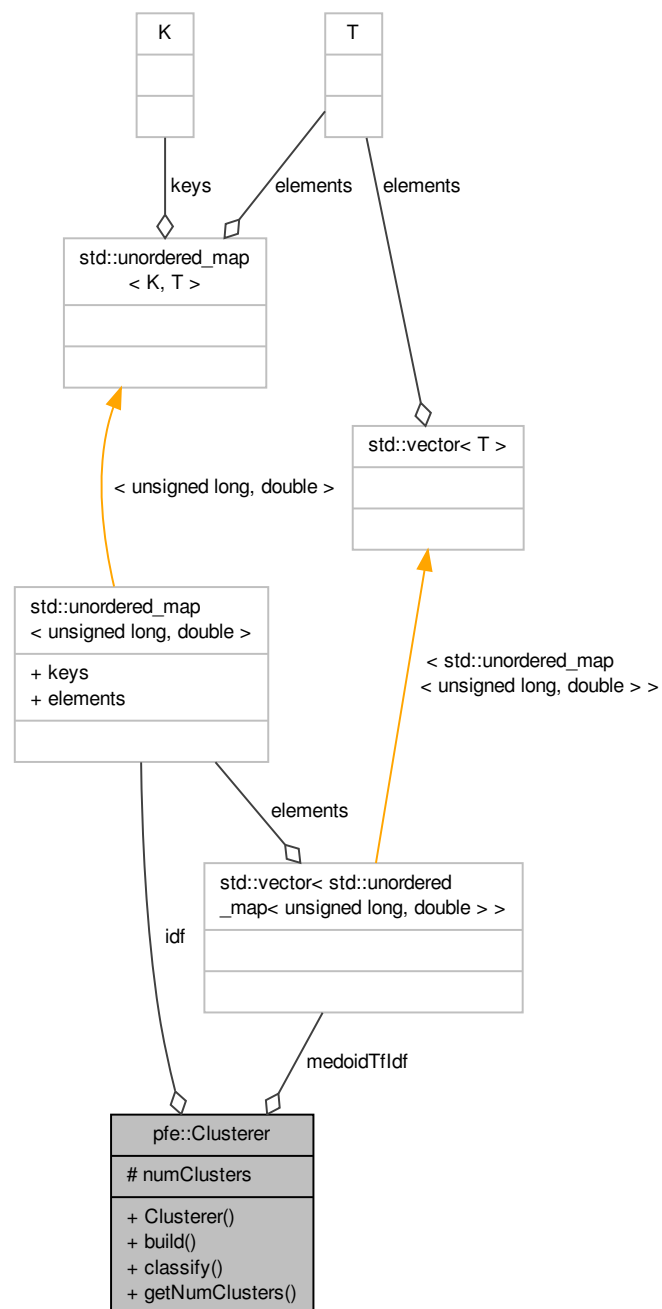 K
T
keys
elements
elements
std::unordered_map
< K, T >
std::vector< T >
< unsigned long, double >
std::unordered_map
< unsigned long, double >
+ keys
+ elements
< std::unordered_map
< unsigned long, double > >
elements
std::vector< std::unordered
_map< unsigned long, double > >
idf
medoidTfIdf
pfe::Clusterer
# numClusters
+ Clusterer()
+ build()
+ classify()
+ getNumClusters()